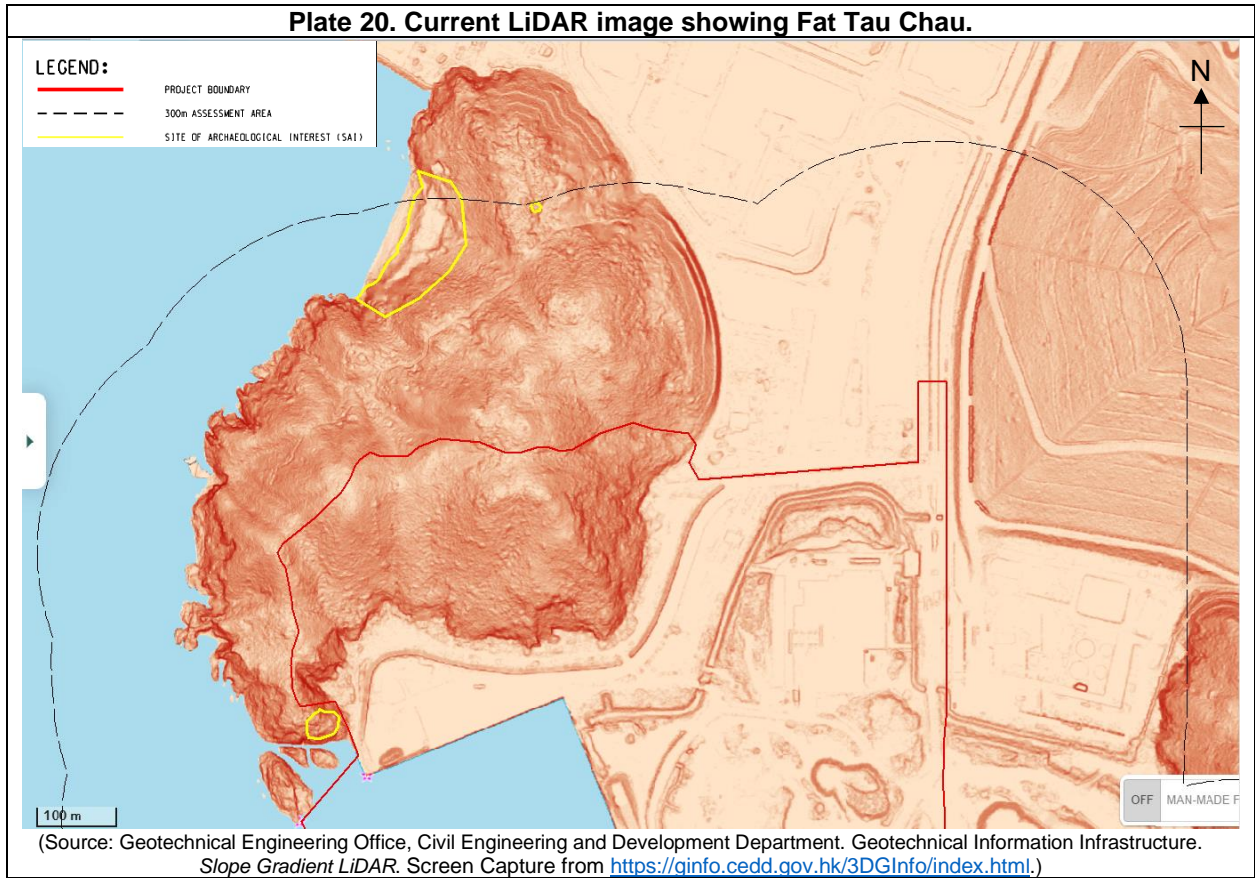 Plate 20. Current LiDAR image showing Fat Tau Chau.
LEGEND:
PROJECT BOUNDARY
300m ASSESSMENT AREA
SITE OF ARCHAEOLOGICAL INTEREST (SAI)
N
100 m
OFF MAN-MADE F
(Source: Geotechnical Engineering Office, Civil Engineering and Development Department. Geotechnical Information Infrastructure.
Slope Gradient LiDAR. Screen Capture from https://ginfo.cedd.gov.hk/3DGInfo/index.html.)